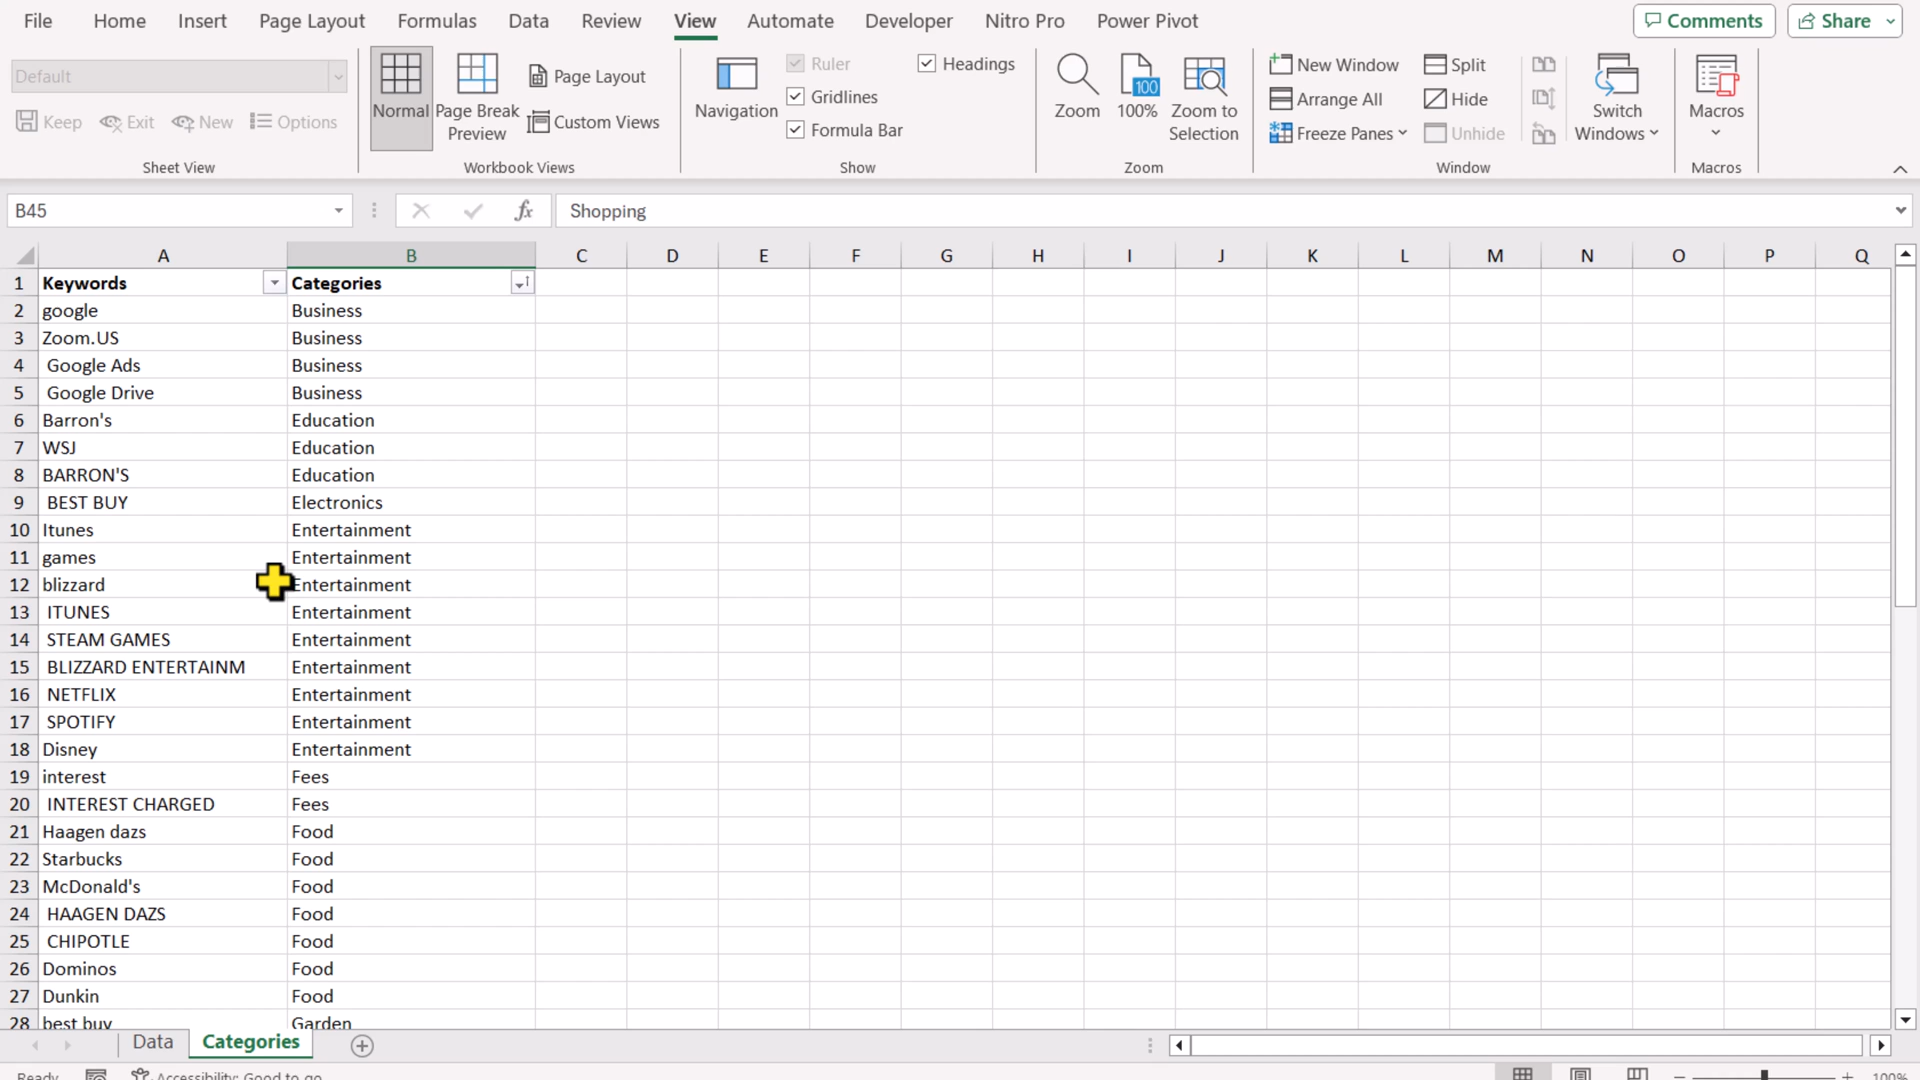 File Home Insert Page Layout Formulas Data Review View Automate Developer Nitro Pro Power Pivot Comments Share
Default
Keep Exit New Options
Sheet View
Normal
Page Break Preview
Page Layout
Custom Views
Workbook Views
Navigation
Ruler
Gridlines
Formula Bar
Headings
Show
Zoom
100
100%
Zoom to Selection
Zoom
New Window
Arrange All
Freeze Panes
Split
Hide
Unhide
Switch Windows
Window
Macros
Macros
B45 fx Shopping
A B C D E F G H I J K L M N O P Q
1 Keywords Categories
2 google Business
3 Zoom.US Business
4 Google Ads Business
5 Google Drive Business
6 Barron's Education
7 WSJ Education
8 BARRON'S Education
9 BEST BUY Electronics
10 Itunes Entertainment
11 games Entertainment
12 blizzard Entertainment
13 ITUNES Entertainment
14 STEAM GAMES Entertainment
15 BLIZZARD ENTERTAINM Entertainment
16 NETFLIX Entertainment
17 SPOTIFY Entertainment
18 Disney Entertainment
19 interest Fees
20 INTEREST CHARGED Fees
21 Haagen dazs Food
22 Starbucks Food
23 McDonald's Food
24 HAAGEN DAZS Food
25 CHIPOTLE Food
26 Dominos Food
27 Dunkin Food
28 best buy Garden
Data Categories
Ready Accessibility: Good to go 100%